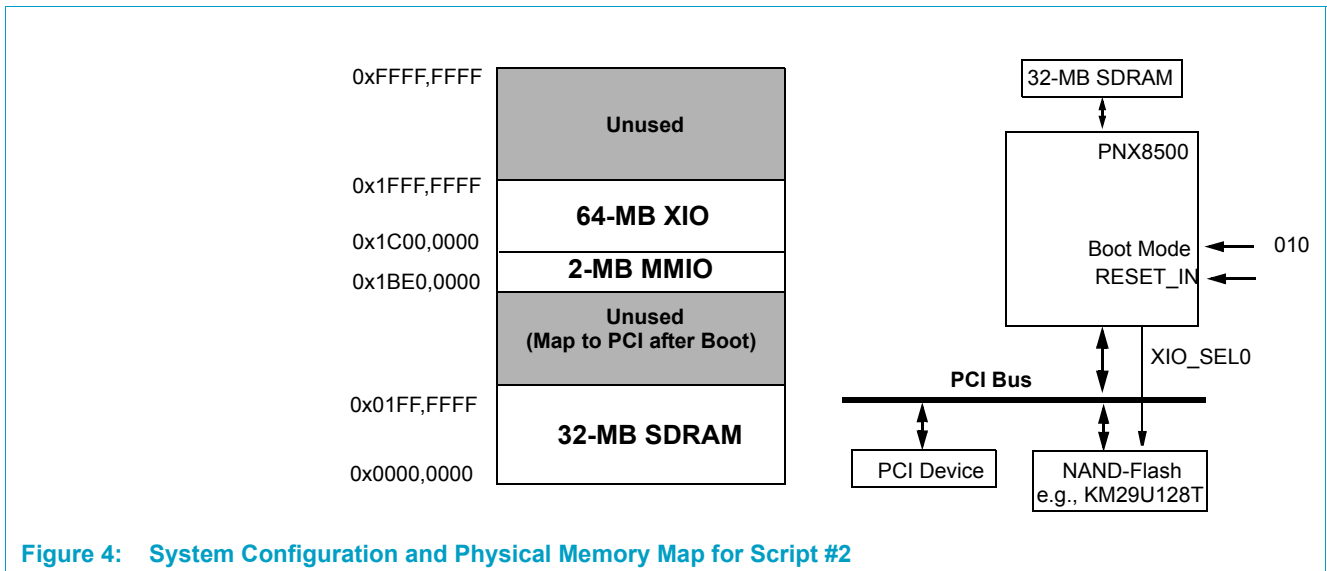 0xFFFF,FFFF
Unused
0x1FFF,FFFF
64-MB XIO
0x1C00,0000
2-MB MMIO
0x1BE0,0000
Unused
(Map to PCI after Boot)
0x01FF,FFFF
32-MB SDRAM
0x0000,0000
32-MB SDRAM
PNX8500
Boot Mode
010
RESET_IN
XIO_SEL0
PCI Bus
PCI Device
NAND-Flash
e.g., KM29U128T
Figure 4: System Configuration and Physical Memory Map for Script #2